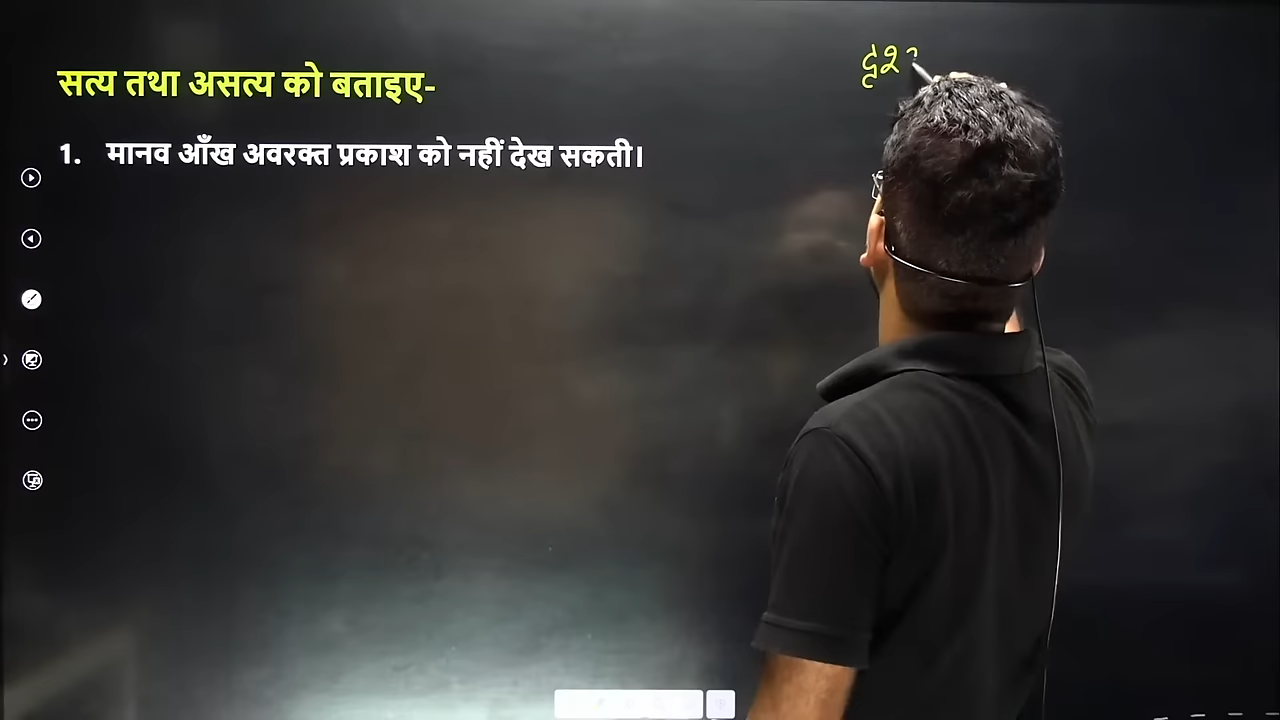 सत्य तथा असत्य को बताइए-
1. मानव आँख अवरक्त प्रकाश को नहीं देख सकती।